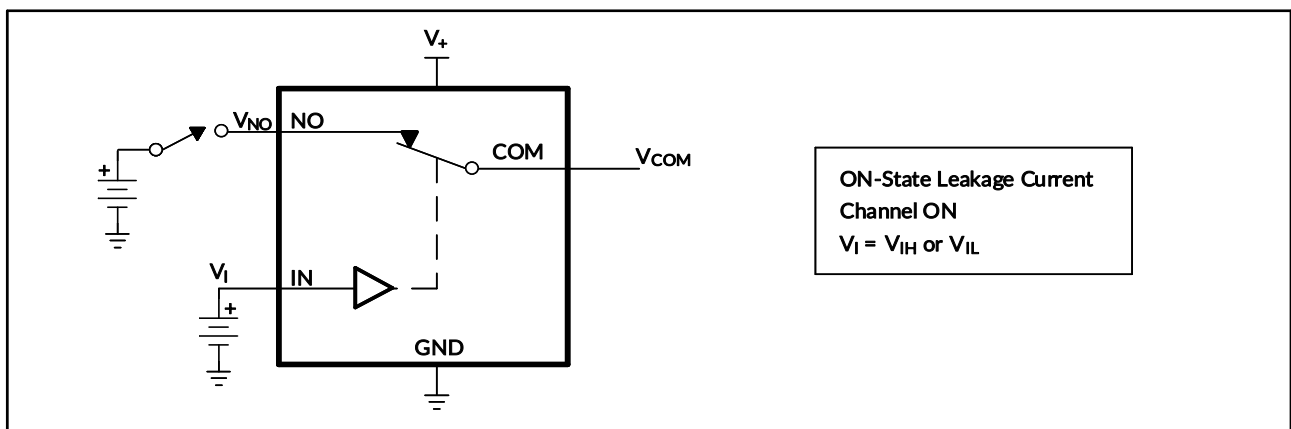 V+
VNO NO
+
COM
VCOM
VI IN
+
GND
ON-State Leakage Current
Channel ON
VI = VIH or VIL